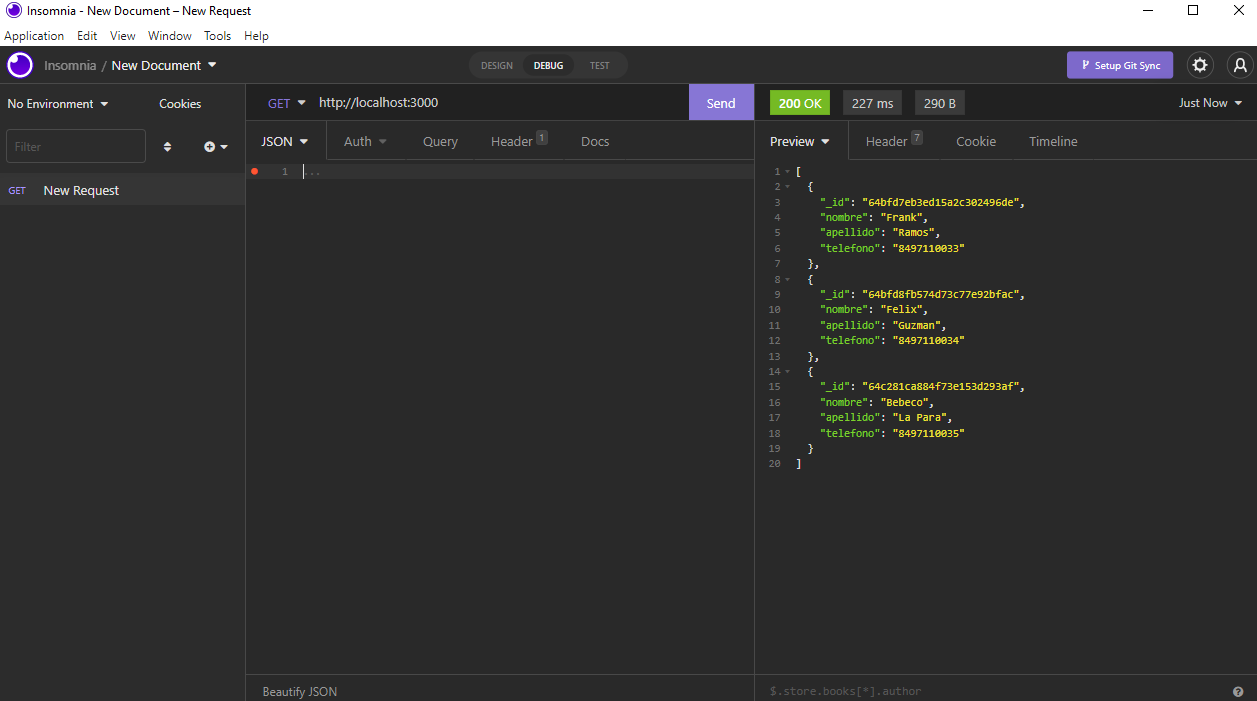 Insomnia - New Document – New Request
Application Edit View Window Tools Help
Insomnia / New Document
DESIGN DEBUG TEST
Setup Git Sync
No Environment Cookies
GET http://localhost:3000 Send
200 OK 227 ms 290 B Just Now
Filter
JSON Auth Query Header 1 Docs
Preview Header 7 Cookie Timeline
GET New Request
1 ...
1 [
2 {
3 "_id": "64bfd7eb3ed15a2c302496de",
4 "nombre": "Frank",
5 "apellido": "Ramos",
6 "telefono": "8497110033"
7 },
8 {
9 "_id": "64bfd8fb574d73c77e92bfac",
10 "nombre": "Felix",
11 "apellido": "Guzman",
12 "telefono": "8497110034"
13 },
14 {
15 "_id": "64c281ca884f73e153d293af",
16 "nombre": "Bebeco",
17 "apellido": "La Para",
18 "telefono": "8497110035"
19 }
20 ]
Beautify JSON
$.store.books[*].author